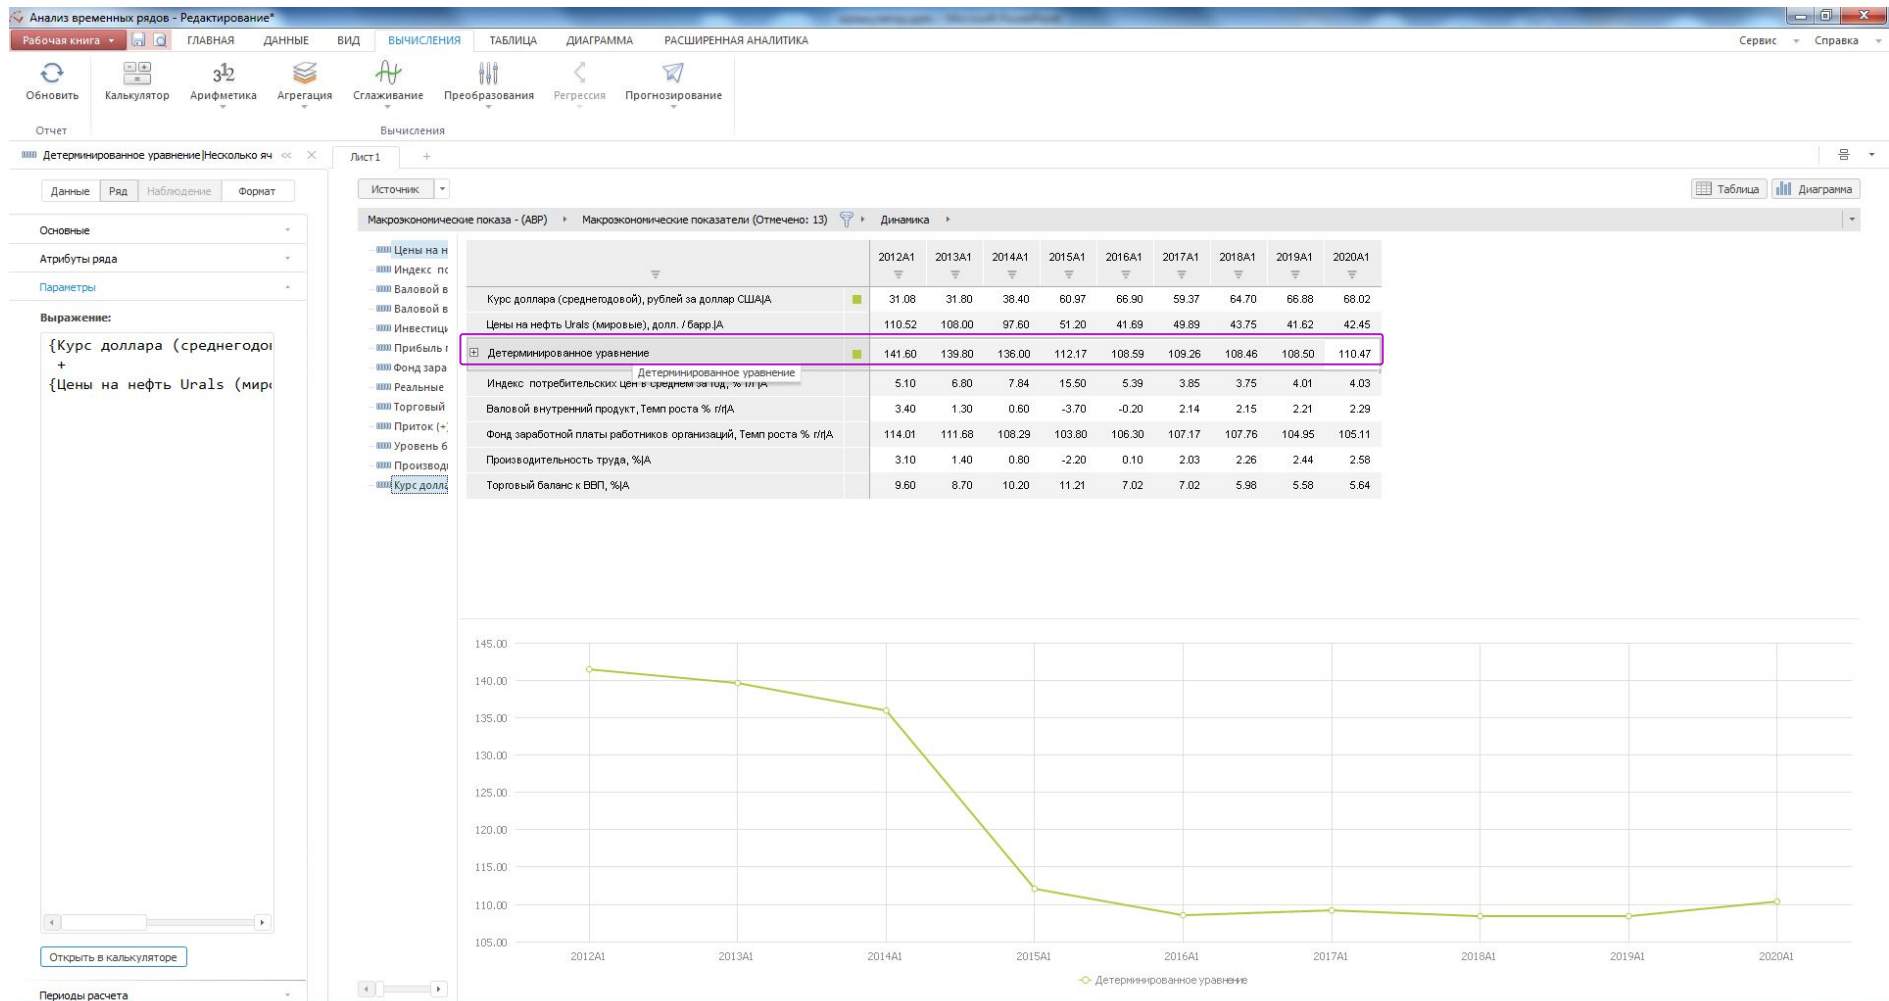 Анализ временных рядов - Редактирование*
Рабочая книга ГЛАВНАЯ ДАННЫЕ ВИД ВЫЧИСЛЕНИЯ ТАБЛИЦА ДИАГРАММА РАСШИРЕННАЯ АНАЛИТИКА Сервис Справка
Обновить Калькулятор Арифметика Агрегация Сглаживание Преобразования Регрессия Прогнозирование
Отчет Вычисления
Детерминированное уравнение|Несколько яч Лист1 +
Данные Ряд Наблюдение Формат Источник Таблица Диаграмма
Макроэкономические показа - (АВР) Макроэкономические показатели (Отмечено: 13) Динамика
Основные
Атрибуты ряда
Параметры
Выражение:
{Курс доллара (среднегодо
+
{Цены на нефть Urals (мир
Открыть в калькуляторе
Периоды расчета
Цены на н
Индекс по
Валовой в
Валовой в
Инвестици
Прибыль п
Фонд зара
Реальные
Торговый
Приток (+)
Уровень б
Производ
Курс долла
2012A1 2013A1 2014A1 2015A1 2016A1 2017A1 2018A1 2019A1 2020A1
Курс доллара (среднегодовой), рублей за доллар США|A 31.08 31.80 38.40 60.97 66.90 59.37 64.70 66.88 68.02
Цены на нефть Urals (мировые), долл. / барр.|A 110.52 108.00 97.60 51.20 41.69 49.89 43.75 41.62 42.45
Детерминированное уравнение 141.60 139.80 136.00 112.17 108.59 109.26 108.46 108.50 110.47
Детерминированное уравнение
Индекс потребительских цен в среднем за год, % г/г|A 5.10 6.80 7.84 15.50 5.39 3.85 3.75 4.01 4.03
Валовой внутренний продукт, Темп роста % г/г|A 3.40 1.30 0.60 -3.70 -0.20 2.14 2.15 2.21 2.29
Фонд заработной платы работников организаций, Темп роста % г/г|A 114.01 111.68 108.29 103.80 106.30 107.17 107.76 104.95 105.11
Производительность труда, %|A 3.10 1.40 0.80 -2.20 0.10 2.03 2.26 2.44 2.58
Торговый баланс к ВВП, %|A 9.60 8.70 10.20 11.21 7.02 7.02 5.98 5.58 5.64
145.00
140.00
135.00
130.00
125.00
120.00
115.00
110.00
105.00
2012A1 2013A1 2014A1 2015A1 2016A1 2017A1 2018A1 2019A1 2020A1
Детерминированное уравнение